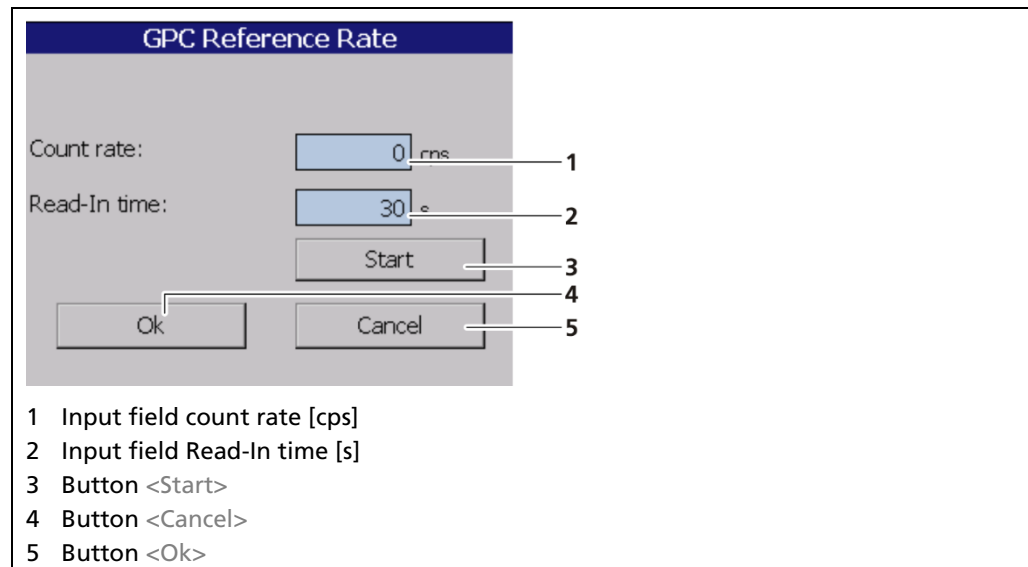 GPC Reference Rate
Count rate: 0 cps 1
Read-In time: 30 s 2
Start 3
4
Ok Cancel 5
1 Input field count rate [cps]
2 Input field Read-In time [s]
3 Button <Start>
4 Button <Cancel>
5 Button <Ok>